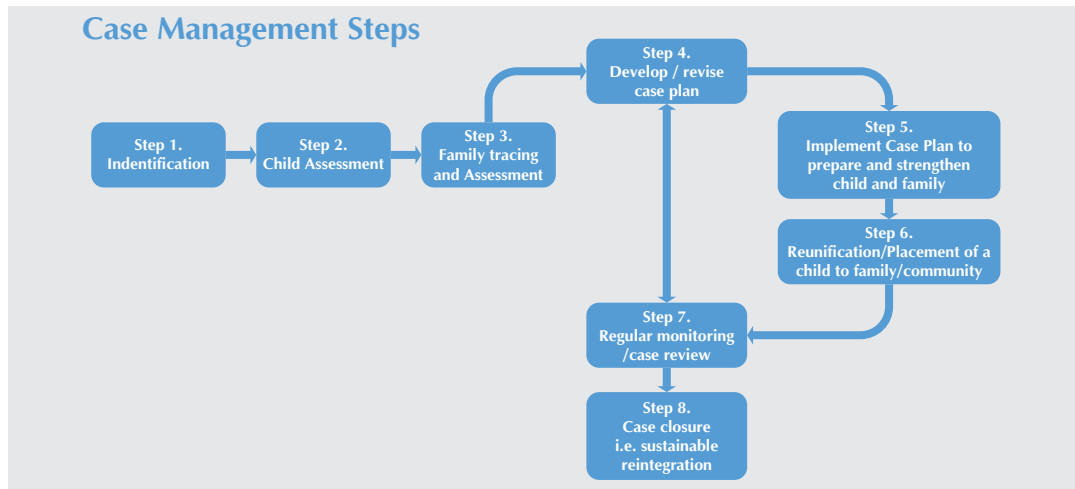 Case Management Steps
Step 1.
Indentification
Step 2.
Child Assessment
Step 3.
Family tracing
and Assessment
Step 4.
Develop / revise
case plan
Step 5.
Implement Case Plan to
prepare and strengthen
child and family
Step 6.
Reunification/Placement of a
child to family/community
Step 7.
Regular monitoring
/case review
Step 8.
Case closure
i.e. sustainable
reintegration